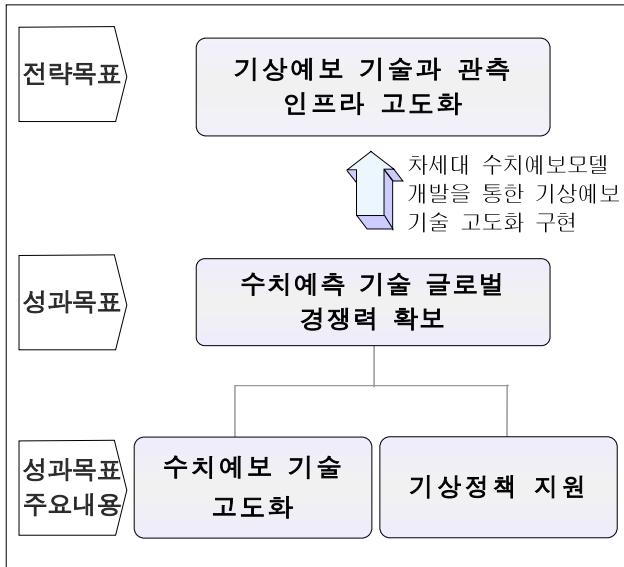 전략목표
기상예보 기술과 관측
인프라 고도화
차세대 수치예보모델
개발을 통한 기상예보
기술 고도화 구현
성과목표
수치예측 기술 글로벌
경쟁력 확보
성과목표
주요내용
수치예보 기술
고도화
기상정책 지원